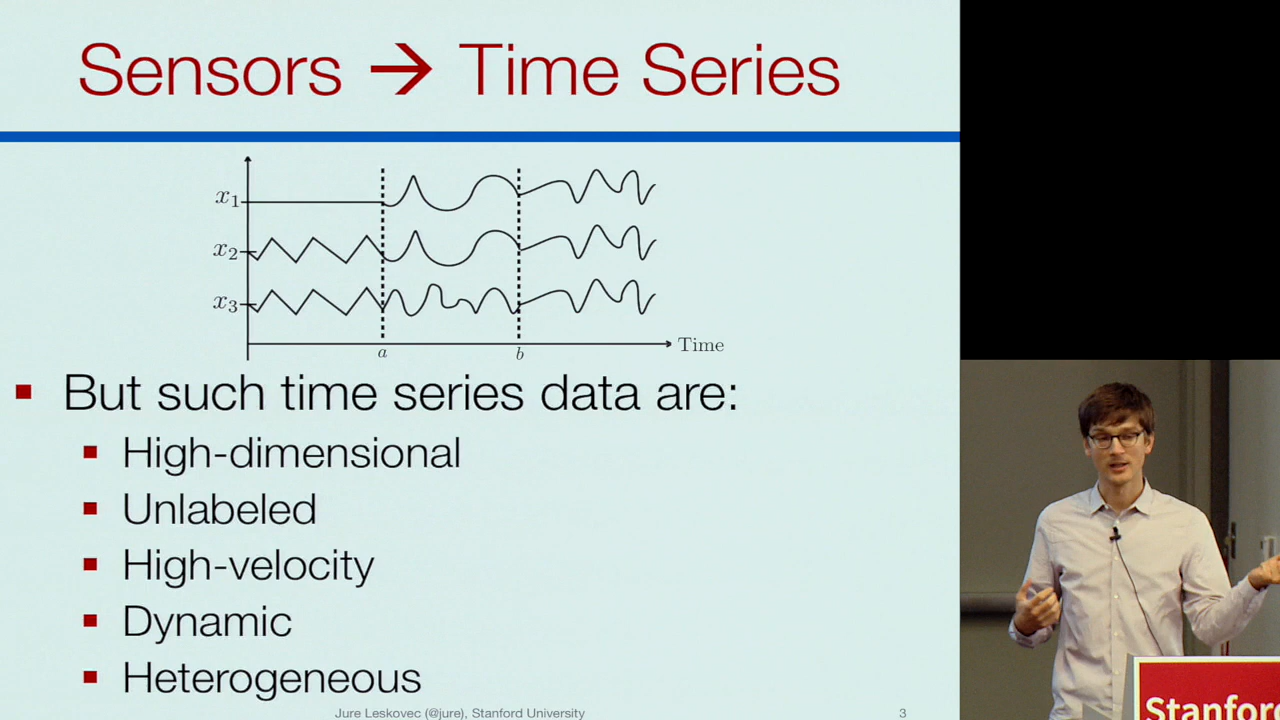 Sensors → Time Series
x1
x2
x3
a
b
Time
But such time series data are:
High-dimensional
Unlabeled
High-velocity
Dynamic
Heterogeneous
Jure Leskovec (@jure), Stanford University
3
Stanford